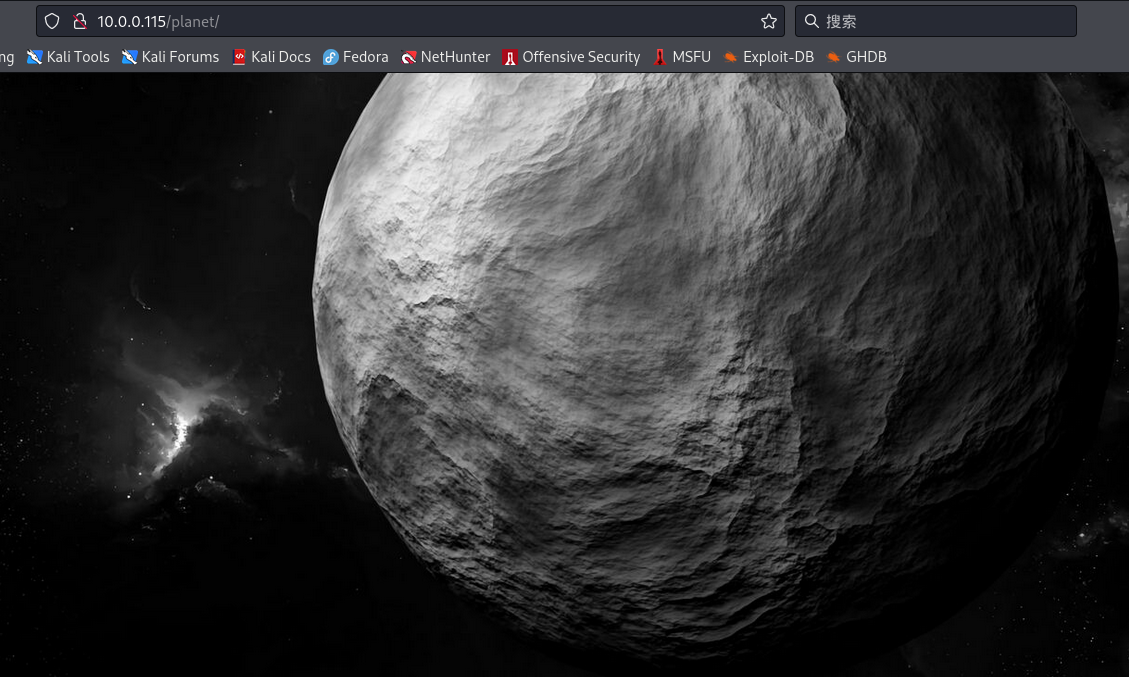 10.0.0.115/planet/
搜索
ng Kali Tools Kali Forums Kali Docs Fedora NetHunter Offensive Security MSFU Exploit-DB GHDB